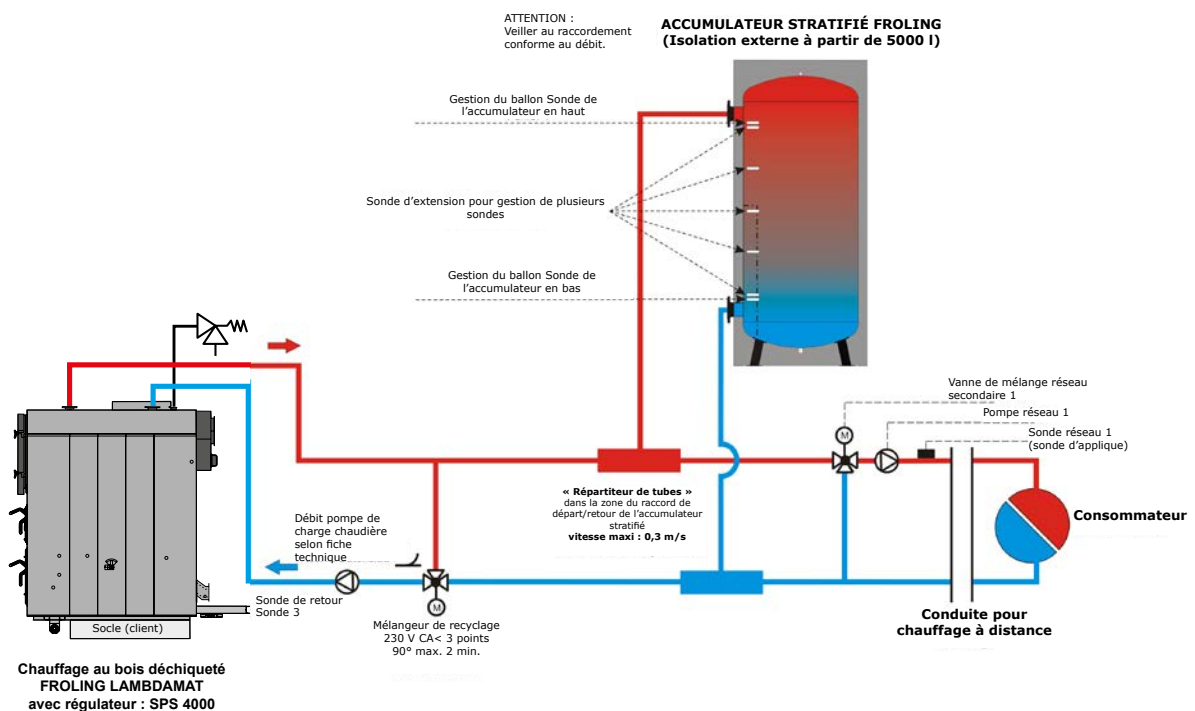 ATTENTION :
Veiller au raccordement
conforme au débit.
ACCUMULATEUR STRATIFIÉ FROLING
(Isolation externe à partir de 5000 l)
Gestion du ballon Sonde de
l'accumulateur en haut
Sonde d'extension pour gestion de plusieurs
sondes
Gestion du ballon Sonde de
l'accumulateur en bas
Vanne de mélange réseau
secondaire 1
Pompe réseau 1
Sonde réseau 1
(sonde d'applique)
M
« Répartiteur de tubes »
dans la zone du raccord de
départ/retour de l'accumulateur
stratifié
vitesse maxi : 0,3 m/s
Consommateur
Débit pompe de
charge chaudière
selon fiche
technique
Sonde de retour
Sonde 3
M
Mélangeur de recyclage
230 V CA< 3 points
90° max. 2 min.
Conduite pour
chauffage à distance
Socle (client)
Chauffage au bois déchiqueté
FROLING LAMBDAMAT
avec régulateur : SPS 4000